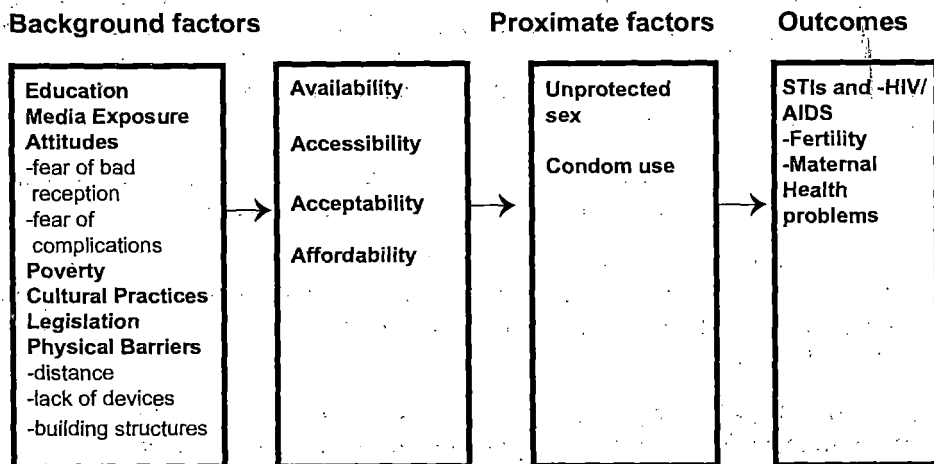 Background factors
Proximate factors
Outcomes
Education
Media Exposure
Attitudes
-fear of bad
reception
-fear of
complications
Poverty
Cultural Practices
Legislation
Physical Barriers
-distance
-lack of devices
-building structures
Availability
Accessibility
Acceptability
Affordability
Unprotected
sex
Condom use
STIs and -HIV/
AIDS
-Fertility
-Maternal
Health
problems